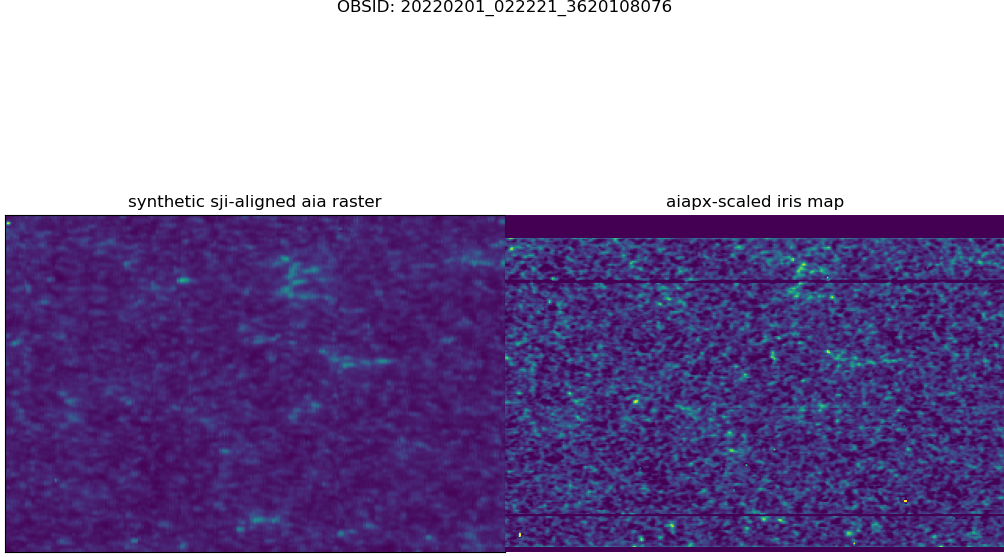 OBSID: 20220201_022221_3620108076
synthetic sji-aligned aia raster
aiapx-scaled iris map